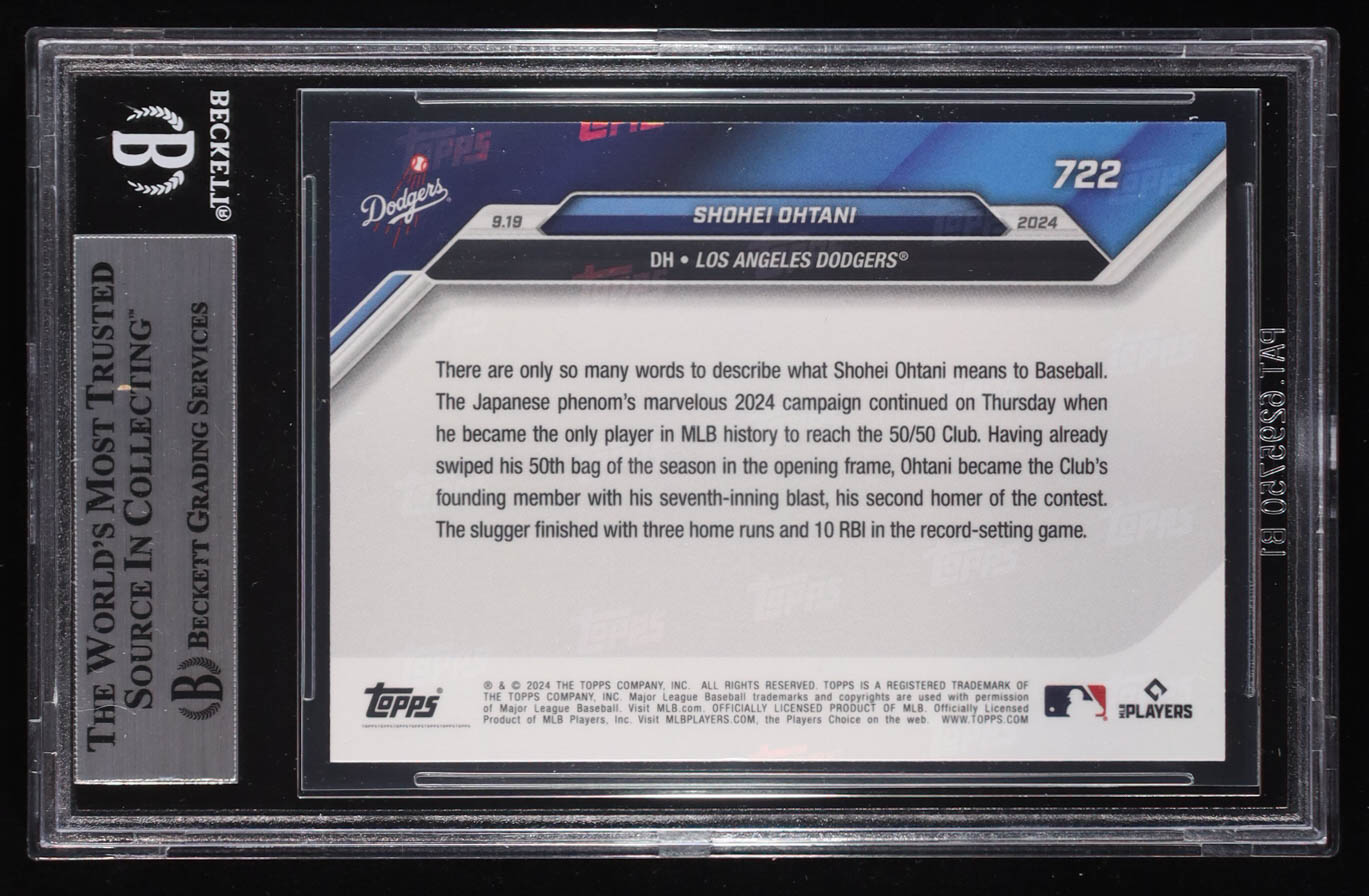 BECKETT®
B
THE WORLD'S MOST TRUSTED
SOURCE IN COLLECTING™
B BECKETT GRADING SERVICES
Dodgers
722
9.19
SHOHEI OHTANI
2024
DH • LOS ANGELES DODGERS®
There are only so many words to describe what Shohei Ohtani means to Baseball.
The Japanese phenom's marvelous 2024 campaign continued on Thursday when
he became the only player in MLB history to reach the 50/50 Club. Having already
swiped his 50th bag of the season in the opening frame, Ohtani became the Club's
founding member with his seventh-inning blast, his second homer of the contest.
The slugger finished with three home runs and 10 RBI in the record-setting game.
Topps®
® & © 2024 THE TOPPS COMPANY, INC. ALL RIGHTS RESERVED. TOPPS IS A REGISTERED TRADEMARK OF
THE TOPPS COMPANY, INC. Major League Baseball trademarks and copyrights are used with permission
of Major League Baseball. Visit MLB.com. OFFICIALLY LICENSED PRODUCT OF MLB. Officially Licensed
Product of MLB Players, Inc. Visit MLBPLAYERS.COM, the Players Choice on the web. WWW.TOPPS.COM
MLB PLAYERS